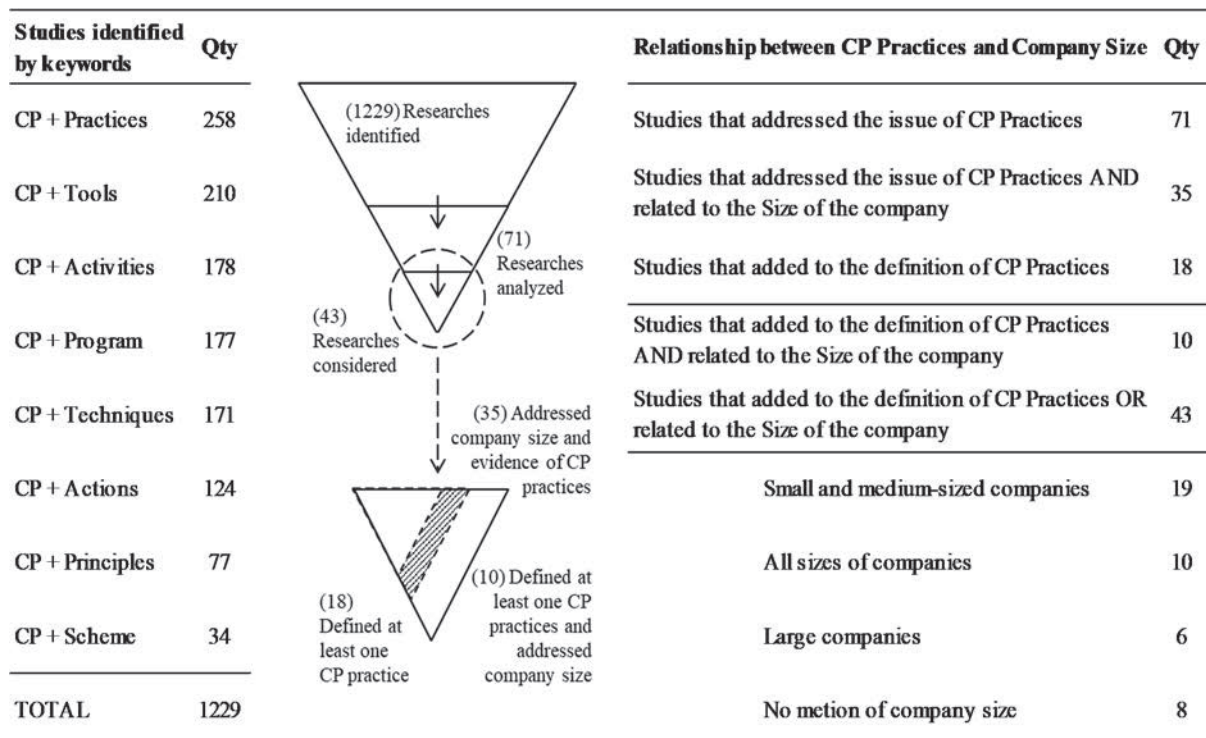 Studies identified
by keywords
Qty
CP + Practices 258
CP + Tools 210
CP + Activities 178
CP + Program 177
CP + Techniques 171
CP + Actions 124
CP + Principles 77
CP + Scheme 34
TOTAL 1229
(1229) Researches
identified
(71)
Researches
analyzed
(43)
Researches
considered
(35) Addressed
company size and
evidence of CP
practices
(18)
Defined at
least one
CP practice
(10) Defined at
least one CP
practices and
addressed
company size
Relationship between CP Practices and Company Size Qty
Studies that addressed the issue of CP Practices 71
Studies that addressed the issue of CP Practices AND
related to the Size of the company
35
Studies that added to the definition of CP Practices 18
Studies that added to the definition of CP Practices
AND related to the Size of the company
10
Studies that added to the definition of CP Practices OR
related to the Size of the company
43
Small and medium-sized companies 19
All sizes of companies 10
Large companies 6
No metion of company size 8